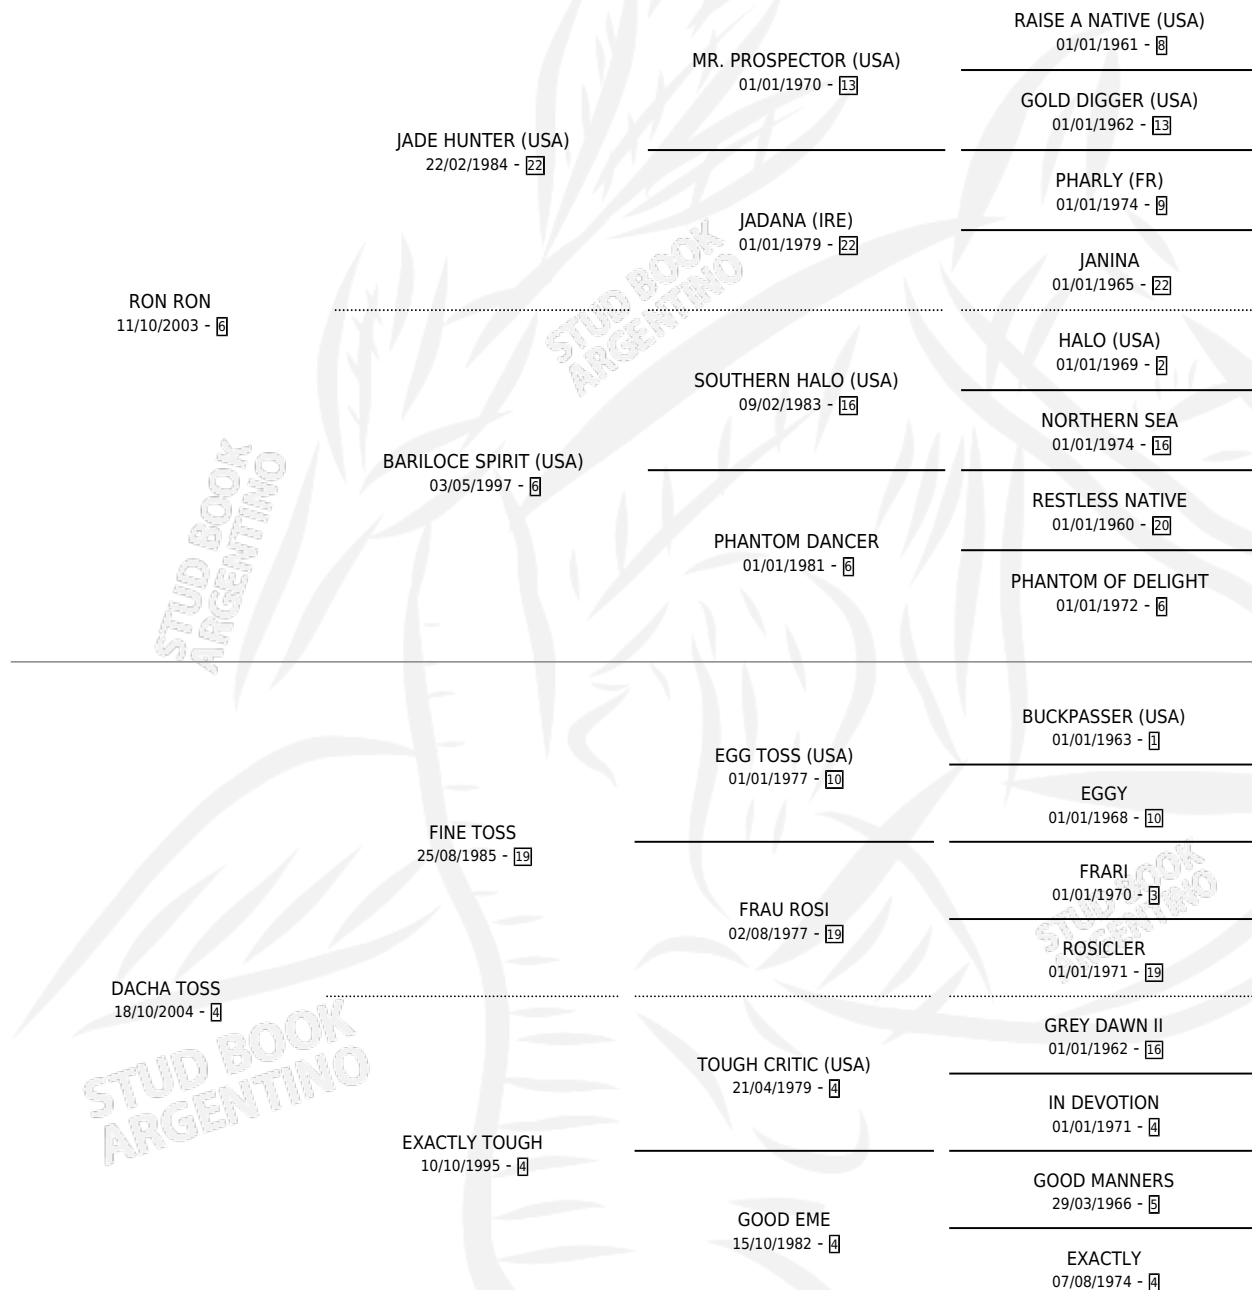 RAISE A NATIVE (USA)
01/01/1961 - 8
MR. PROSPECTOR (USA)
01/01/1970 - 13
GOLD DIGGER (USA)
01/01/1962 - 13
JADE HUNTER (USA)
22/02/1984 - 22
PHARLY (FR)
01/01/1974 - 9
JADANA (IRE)
01/01/1979 - 22
JANINA
01/01/1965 - 22
RON RON
11/10/2003 - 6
HALO (USA)
01/01/1969 - 2
SOUTHERN HALO (USA)
09/02/1983 - 16
NORTHERN SEA
01/01/1974 - 16
BARILOCE SPIRIT (USA)
03/05/1997 - 6
RESTLESS NATIVE
01/01/1960 - 20
PHANTOM DANCER
01/01/1981 - 6
PHANTOM OF DELIGHT
01/01/1972 - 6
BUCKPASSER (USA)
01/01/1963 - 1
EGG TOSS (USA)
01/01/1977 - 10
EGGY
01/01/1968 - 10
FINE TOSS
25/08/1985 - 19
FRARI
01/01/1970 - 3
FRAU ROSI
02/08/1977 - 19
ROSICLER
01/01/1971 - 19
DACHA TOSS
18/10/2004 - 4
GREY DAWN II
01/01/1962 - 16
TOUGH CRITIC (USA)
21/04/1979 - 4
IN DEVOTION
01/01/1971 - 4
EXACTLY TOUGH
10/10/1995 - 4
GOOD MANNERS
29/03/1966 - 5
GOOD EME
15/10/1982 - 4
EXACTLY
07/08/1974 - 4
STUD BOOK
ARGENTINO
STUD BOOK
ARGENTINO
STUD BOOK
ARGENTINO
STUD BOOK
ARGENTINO